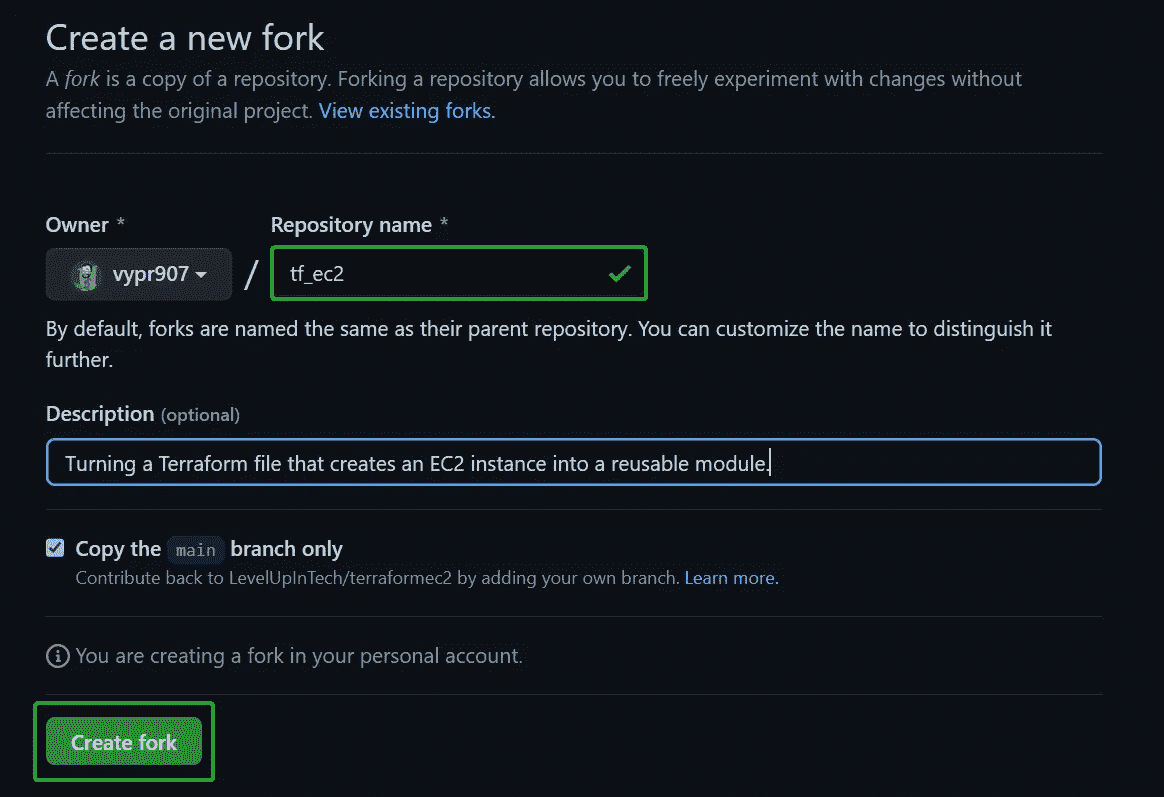 Create a new fork
A fork is a copy of a repository. Forking a repository allows you to freely experiment with changes without
affecting the original project. View existing forks.
Owner * Repository name *
vypr907 / tf_ec2
By default, forks are named the same as their parent repository. You can customize the name to distinguish it
further.
Description (optional)
Turning a Terraform file that creates an EC2 instance into a reusable module.
Copy the main branch only
Contribute back to LevelUpInTech/terraformec2 by adding your own branch. Learn more.
You are creating a fork in your personal account.
Create fork